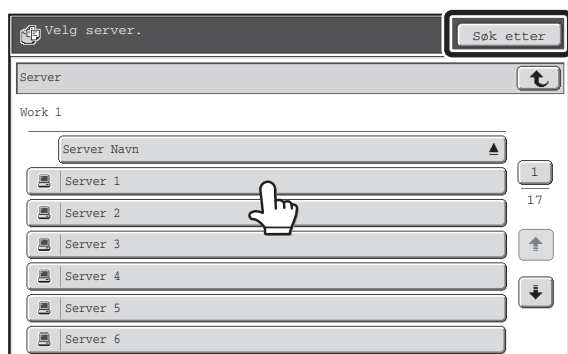 Velg server.
Søk etter
Server
Work 1
Server Navn
Server 1
1
17
Server 2
Server 3
Server 4
Server 5
Server 6